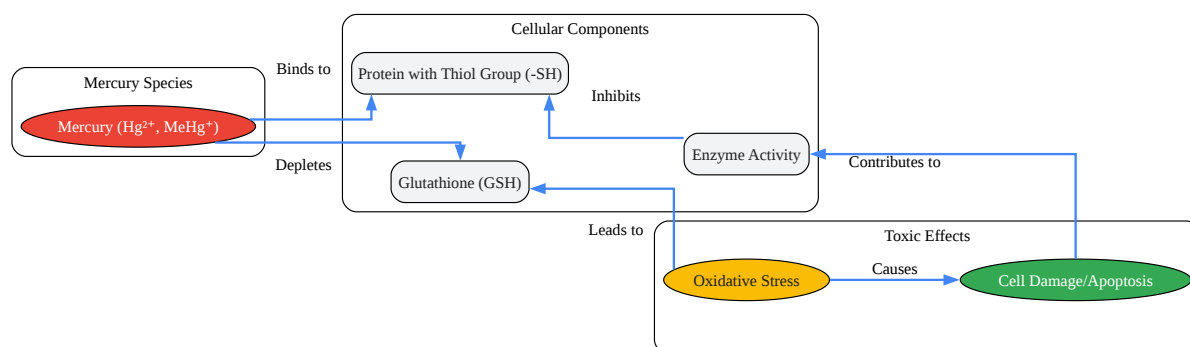 Cellular Components
Mercury Species
Binds to
Protein with Thiol Group (-SH)
Inhibits
Mercury (Hg²⁺, MeHg⁺)
Depletes
Glutathione (GSH)
Enzyme Activity
Contributes to
Leads to
Toxic Effects
Oxidative Stress
Causes
Cell Damage/Apoptosis